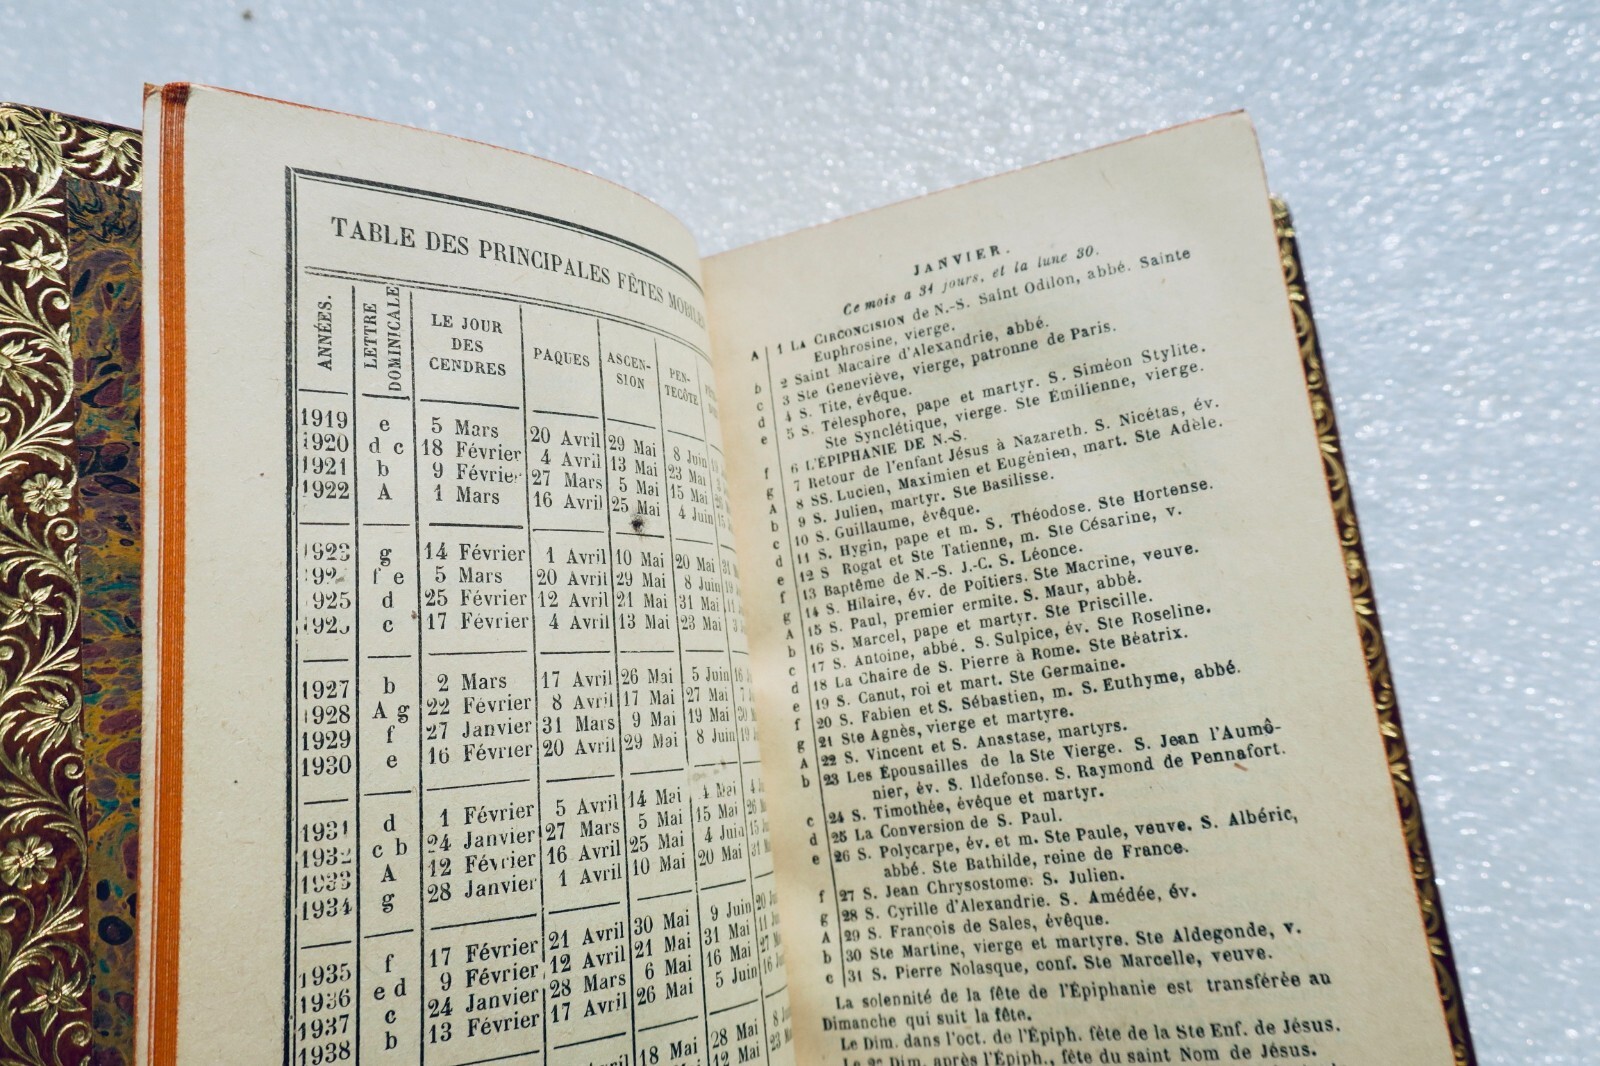 TABLE DES PRINCIPALES FÊTES MOBILES
ANNÉES. LETTRE DOMINICALE LE JOUR DES CENDRES PAQUES ASCENSION PENTECÔTE
1919 e 5 Mars 20 Avril 29 Mai 8 Juin
1920 d c 18 Février 4 Avril 13 Mai 23 Mai
1921 b 9 Février 27 Mars 5 Mai 15 Mai
1922 A 1 Mars 16 Avril 25 Mai 4 Juin
1923 g 14 Février 1 Avril 10 Mai 20 Mai
192 f e 5 Mars 20 Avril 29 Mai 8 Juin
1925 d 25 Février 12 Avril 21 Mai 31 Mai
192 c 17 Février 4 Avril 13 Mai 23 Mai
1927 b 2 Mars 17 Avril 26 Mai 5 Juin
1928 A g 22 Février 8 Avril 17 Mai 27 Mai
1929 f 27 Janvier 31 Mars 9 Mai 19 Mai
1930 e 16 Février 20 Avril 29 Mai 8 Juin
1931 d 1 Février 5 Avril 14 Mai 4 Mai
1932 c b 24 Janvier 27 Mars 5 Mai 15 Mai
1933 A 12 Février 16 Avril 25 Mai 4 Juin
1934 g 28 Janvier 1 Avril 10 Mai 20 Mai
1935 f 17 Février 21 Avril 30 Mai 9 Juin
1936 e d 9 Février 12 Avril 21 Mai 31 Mai
1937 c 24 Janvier 28 Mars 6 Mai 16 Mai
1938 b 13 Février 17 Avril 26 Mai 5 Juin
18 Mai 28 Mai
12 Mai
JANVIER.
Ce mois a 31 jours, et la lune 30.
A 1 LA CIRCONCISION de N.-S. Saint Odilon, abbé. Sainte
Euphrosine, vierge.
b 2 Saint Macaire d'Alexandrie, abbé.
c 3 Ste Geneviève, vierge, patronne de Paris.
d 4 S. Tite, évêque.
e 5 S. Télesphore, pape et martyr. S. Siméon Stylite.
Ste Synclétique, vierge. Ste Émilienne, vierge.
f 6 L'ÉPIPHANIE DE N.-S.
g 7 Retour de l'enfant Jésus à Nazareth. S. Nicétas, év.
A 8 SS. Lucien, Maximien et Eugénien, mart. Ste Adèle.
b 9 S. Julien, martyr. Ste Basilisse.
c 10 S. Guillaume, évêque.
d 11 S. Hygin, pape et m. S. Théodose. Ste Hortense.
e 12 S Rogat et Ste Tatienne, m. Ste Césarine, v.
f 13 Baptême de N.-S. J.-C. S. Léonce.
g 14 S. Hilaire, év. de Poitiers. Ste Macrine, veuve.
A 15 S. Paul, premier ermite. S. Maur, abbé.
b 16 S. Marcel, pape et martyr. Ste Priscille.
c 17 S. Antoine, abbé. S. Sulpice, év. Ste Roseline.
d 18 La Chaire de S. Pierre à Rome. Ste Béatrix.
e 19 S. Canut, roi et mart. Ste Germaine.
f 20 S. Fabien et S. Sébastien, m. S. Euthyme, abbé.
g 21 Ste Agnès, vierge et martyre.
A 22 S. Vincent et S. Anastase, martyrs.
b 23 Les Épousailles de la Ste Vierge. S. Jean l'Aumô-
nier, év. S. Ildefonse. S. Raymond de Pennafort.
c 24 S. Timothée, évêque et martyr.
d 25 La Conversion de S. Paul.
e 26 S. Polycarpe, év. et m. Ste Paule, veuve. S. Albéric,
abbé. Ste Bathilde, reine de France.
f 27 S. Jean Chrysostome. S. Julien.
g 28 S. Cyrille d'Alexandrie. S. Amédée, év.
A 29 S. François de Sales, évêque.
b 30 Ste Martine, vierge et martyre. Ste Aldegonde, v.
c 31 S. Pierre Nolasque, conf. Ste Marcelle, veuve.
La solennité de la fête de l'Épiphanie est transférée au
Dimanche qui suit la fête.
Le Dim. dans l'oct. de l'Épiph. fête de la Ste Enf. de Jésus.
Le 2e Dim. après l'Épiph., fête du saint Nom de Jésus.